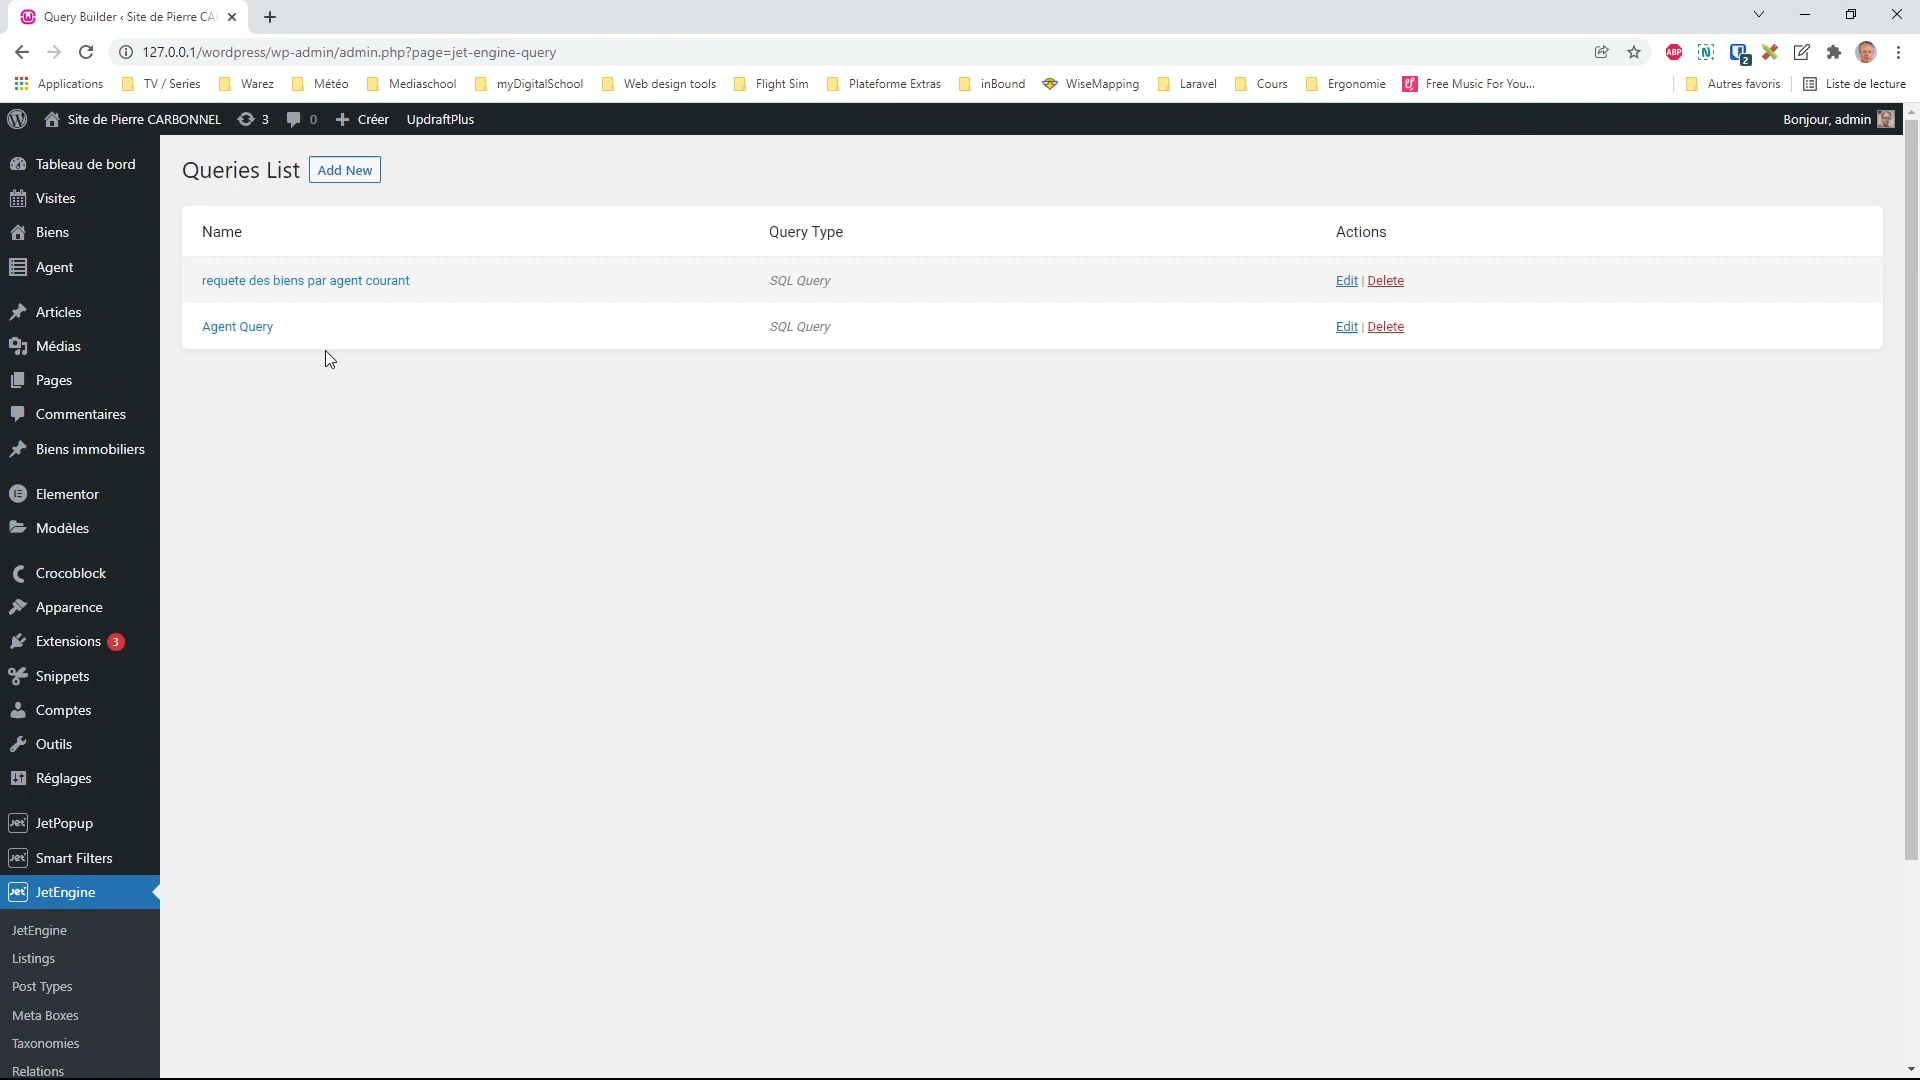 Query Builder ‹ Site de Pierre CA
127.0.0.1/wordpress/wp-admin/admin.php?page=jet-engine-query
ABP
N
2
Applications
TV / Series
Warez
Météo
Mediaschool
myDigitalSchool
Web design tools
Flight Sim
Plateforme Extras
inBound
WiseMapping
Laravel
Cours
Ergonomie
Free Music For You...
Autres favoris
Liste de lecture
Site de Pierre CARBONNEL
3
0
Créer
UpdraftPlus
Bonjour, admin
Tableau de bord
Visites
Biens
Agent
Articles
Médias
Pages
Commentaires
Biens immobiliers
Elementor
Modèles
Crocoblock
Apparence
Extensions 3
Snippets
Comptes
Outils
Réglages
Jet JetPopup
Jet Smart Filters
Jet JetEngine
JetEngine
Listings
Post Types
Meta Boxes
Taxonomies
Relations
Queries List
Add New
Name
Query Type
Actions
requete des biens par agent courant
SQL Query
Edit | Delete
Agent Query
SQL Query
Edit | Delete